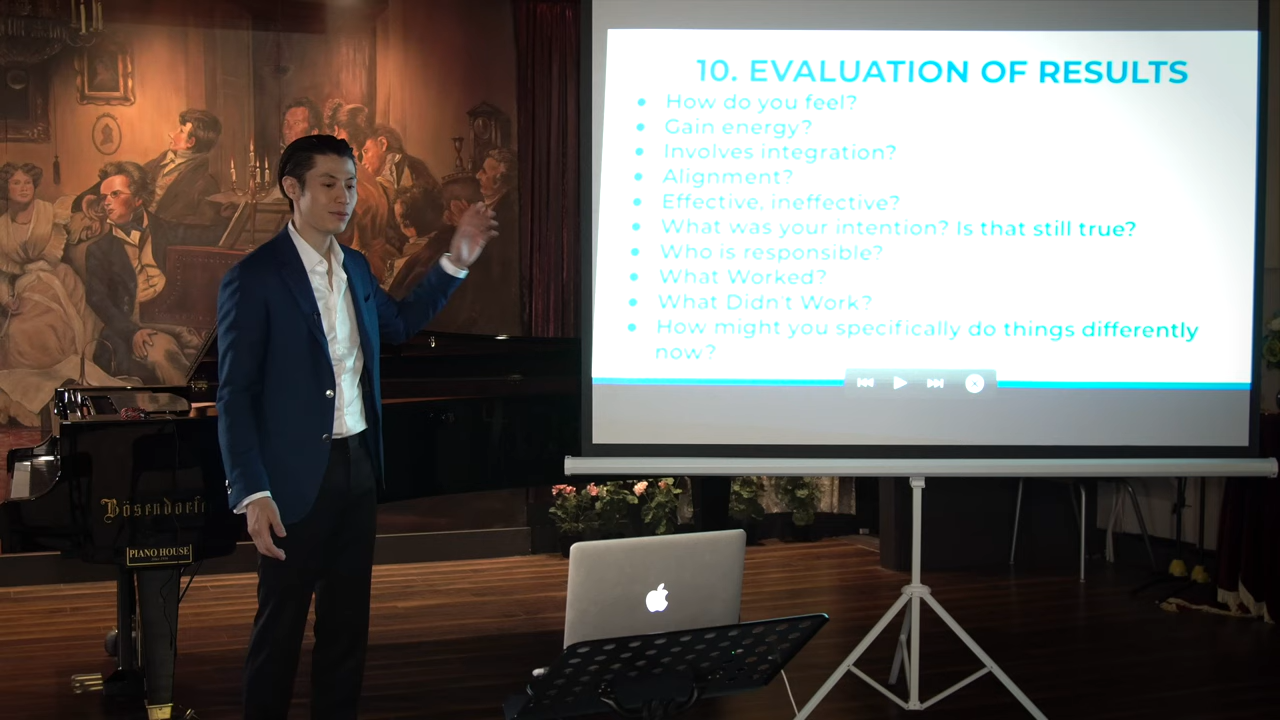 10. EVALUATION OF RESULTS
• How do you feel?
• Gain energy?
• Involves integration?
• Alignment?
• Effective, ineffective?
• What was your intention? Is that still true?
• Who is responsible?
• What Worked?
• What Didn't Work?
• How might you specifically do things differently
now?
Bösendorfer
PIANO HOUSE